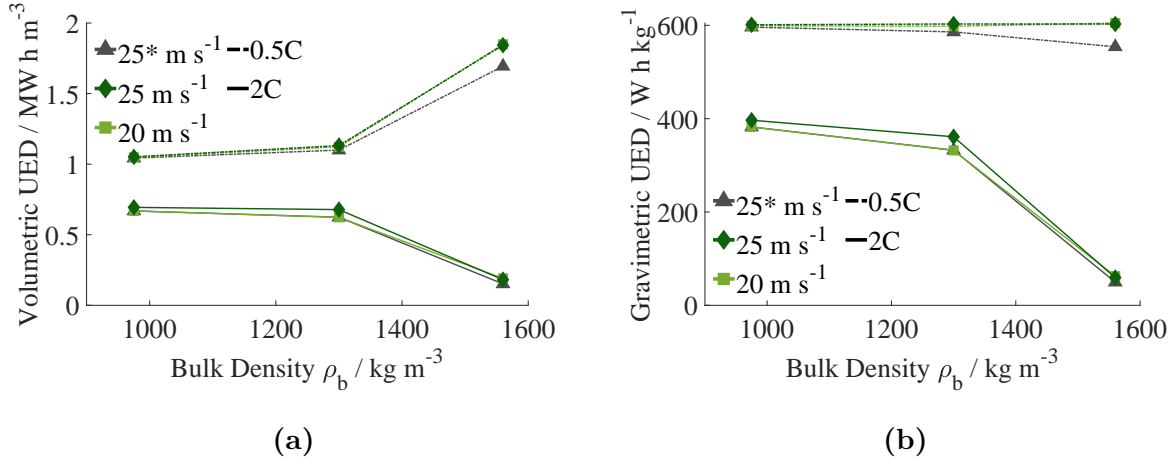 Volumetric UED / MW h m⁻³
2
1.5
1
0.5
0
25* m s⁻¹ 0.5C
25 m s⁻¹ 2C
20 m s⁻¹
1000 1200 1400 1600
Bulk Density ρ_b / kg m⁻³
(a)
Gravimetric UED / W h kg⁻¹
600
400
200
0
25* m s⁻¹ 0.5C
25 m s⁻¹ 2C
20 m s⁻¹
1000 1200 1400 1600
Bulk Density ρ_b / kg m⁻³
(b)